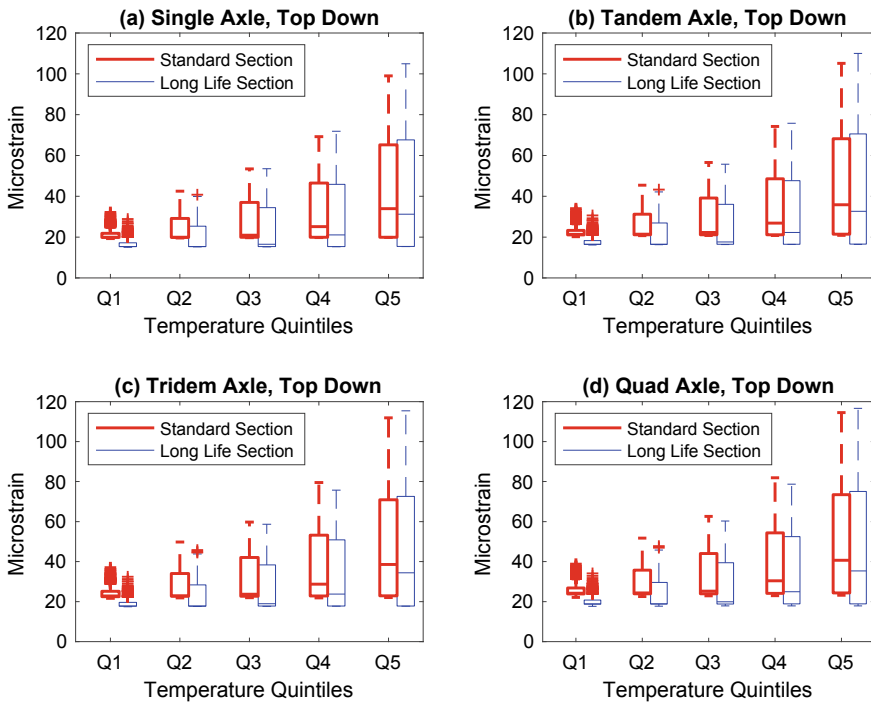 (a) Single Axle, Top Down
120
100
80
60
40
20
0
Microstrain
Standard Section
Long Life Section
Q1 Q2 Q3 Q4 Q5
Temperature Quintiles
(b) Tandem Axle, Top Down
120
100
80
60
40
20
0
Microstrain
Standard Section
Long Life Section
Q1 Q2 Q3 Q4 Q5
Temperature Quintiles
(c) Tridem Axle, Top Down
120
100
80
60
40
20
0
Microstrain
Standard Section
Long Life Section
Q1 Q2 Q3 Q4 Q5
Temperature Quintiles
(d) Quad Axle, Top Down
120
100
80
60
40
20
0
Microstrain
Standard Section
Long Life Section
Q1 Q2 Q3 Q4 Q5
Temperature Quintiles